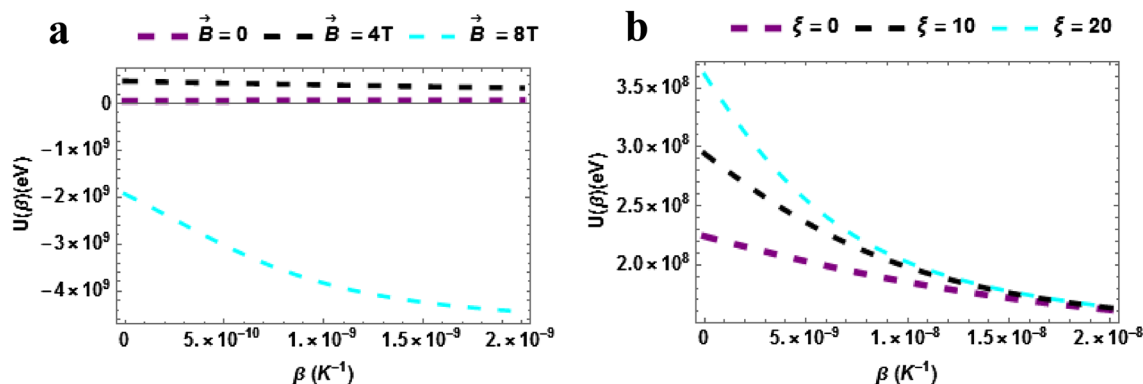 a
B⃗ = 0 B⃗ = 4T B⃗ = 8T
U(β)(eV)
0
−1 × 10⁹
−2 × 10⁹
−3 × 10⁹
−4 × 10⁹
0 5. × 10⁻¹⁰ 1. × 10⁻⁹ 1.5 × 10⁻⁹ 2. × 10⁻⁹
β (K⁻¹)
b
ξ = 0 ξ = 10 ξ = 20
U(β)(eV)
3.5 × 10⁸
3.0 × 10⁸
2.5 × 10⁸
2.0 × 10⁸
0 5. × 10⁻⁹ 1. × 10⁻⁸ 1.5 × 10⁻⁸ 2. × 10⁻⁸
β (K⁻¹)